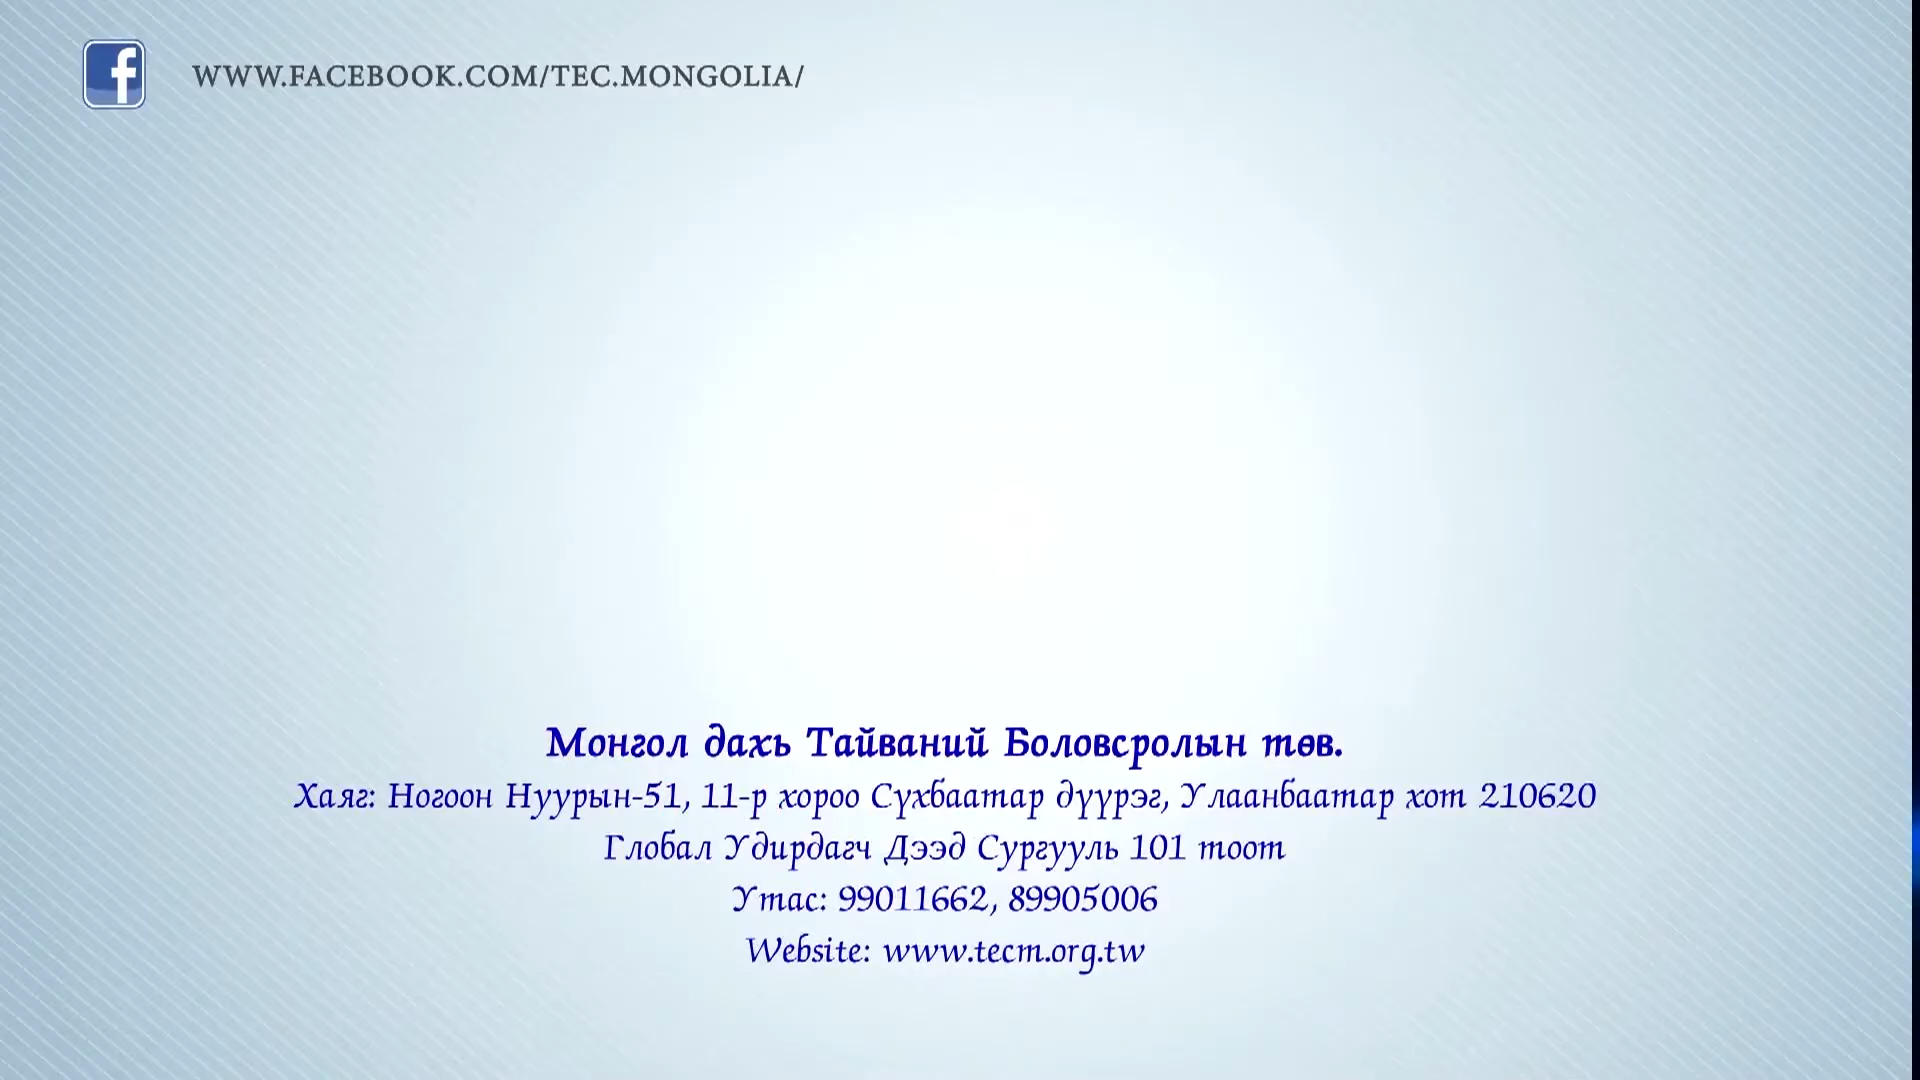 WWW.FACEBOOK.COM/TEC.MONGOLIA/
Монгол дахь Тайваний Боловсролын төв.
Хаяг: Ногоон Нуурын-51, 11-р хороо Сүхбаатар дүүрэг, Улаанбаатар хот 210620
Глобал Удирдагч Дээд Сургууль 101 тоот
Утас: 99011662, 89905006
Website: www.tecm.org.tw